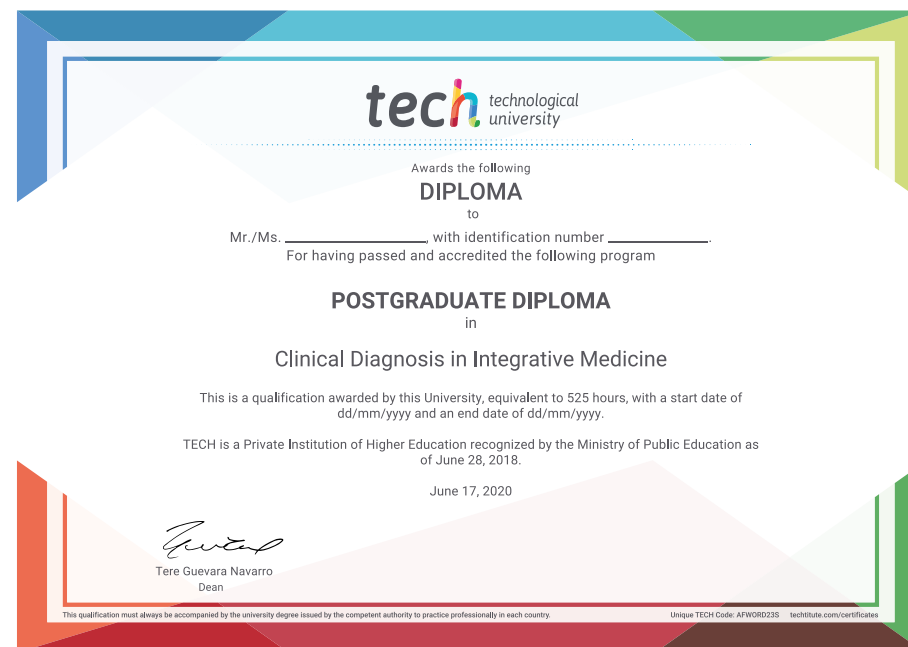 tech technological
university
Awards the following
DIPLOMA
to
Mr./Ms. ____________________, with identification number ______________.
For having passed and accredited the following program
POSTGRADUATE DIPLOMA
in
Clinical Diagnosis in Integrative Medicine
This is a qualification awarded by this University, equivalent to 525 hours, with a start date of
dd/mm/yyyy and an end date of dd/mm/yyyy.
TECH is a Private Institution of Higher Education recognized by the Ministry of Public Education as
of June 28, 2018.
June 17, 2020
Tere Guevara Navarro
Dean
This qualification must always be accompanied by the university degree issued by the competent authority to practice professionally in each country. Unique TECH Code: AFWORD23S techtitute.com/certificates